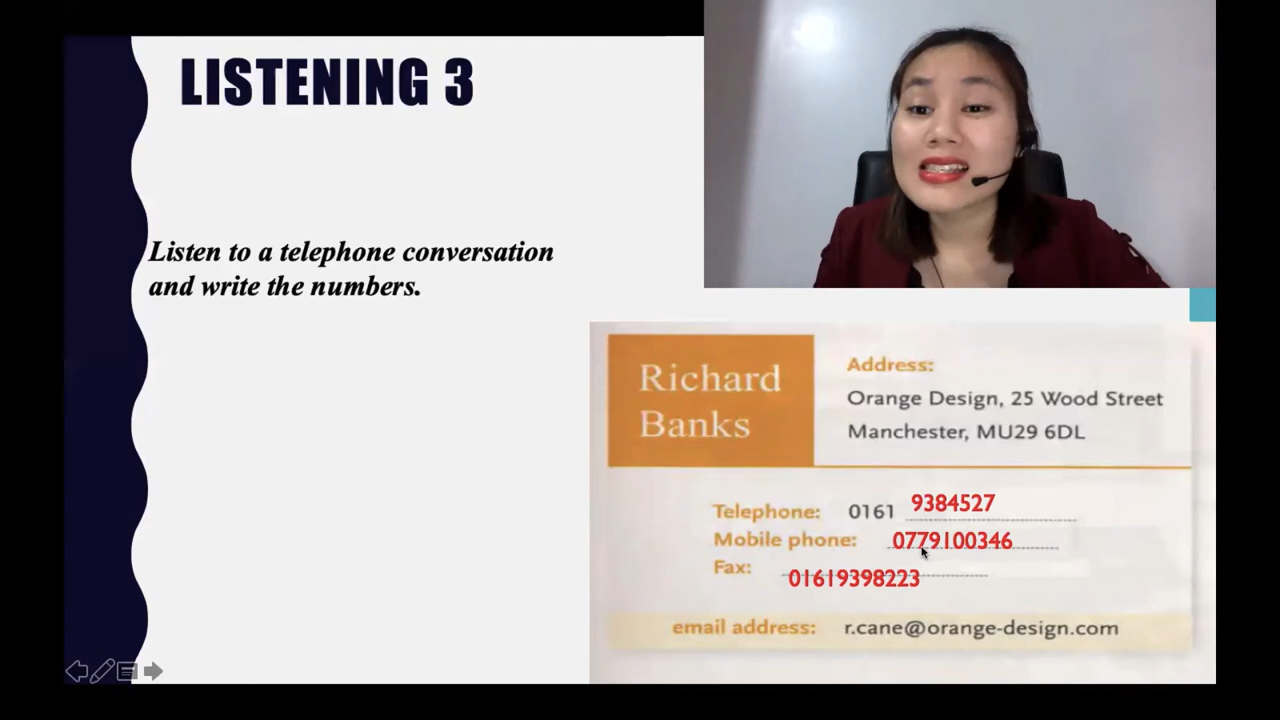 LISTENING 3
Listen to a telephone conversation
and write the numbers.
Richard
Banks
Address:
Orange Design, 25 Wood Street
Manchester, MU29 6DL
Telephone: 0161 9384527
Mobile phone: 0779100346
Fax: 01619398223
email address: r.cane@orange-design.com